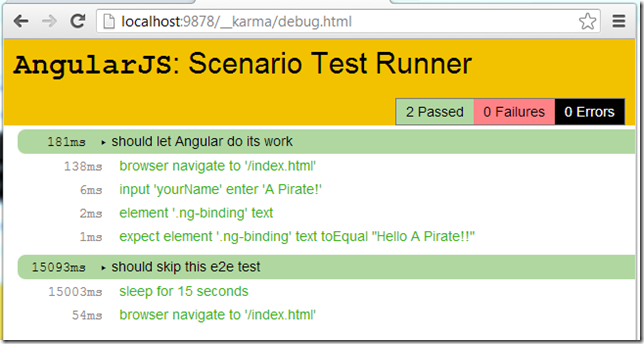 localhost:9878/__karma/debug.html
AngularJS: Scenario Test Runner
2 Passed 0 Failures 0 Errors
181ms ▸ should let Angular do its work
138ms browser navigate to '/index.html'
6ms input 'yourName' enter 'A Pirate!'
2ms element '.ng-binding' text
1ms expect element '.ng-binding' text toEqual "Hello A Pirate!!"
15093ms ▸ should skip this e2e test
15003ms sleep for 15 seconds
54ms browser navigate to '/index.html'